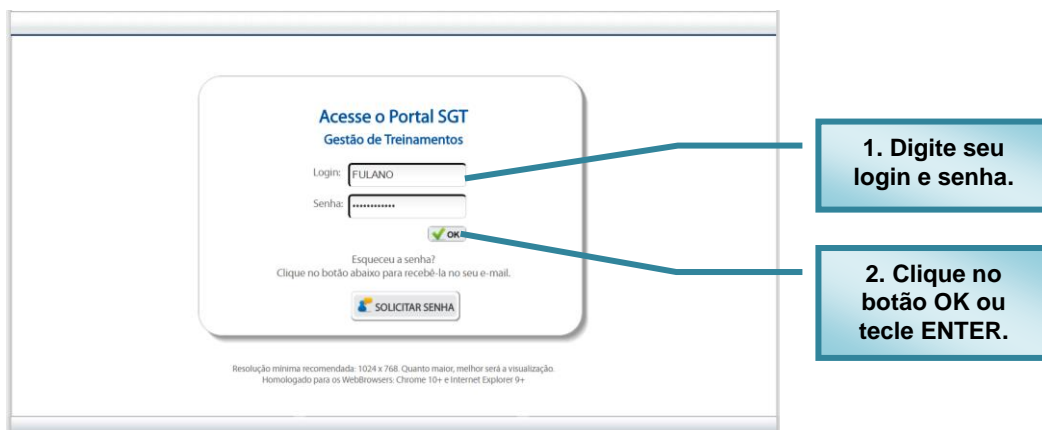 Acesse o Portal SGT
Gestão de Treinamentos
Login: FULANO
Senha: ••••••••••••
OK
Esqueceu a senha?
Clique no botão abaixo para recebê-la no seu e-mail.
SOLICITAR SENHA
Resolução mínima recomendada: 1024 x 768. Quanto maior, melhor será a visualização.
Homologado para os WebBrowsers: Chrome 10+ e Internet Explorer 9+
1. Digite seu
login e senha.
2. Clique no
botão OK ou
tecle ENTER.